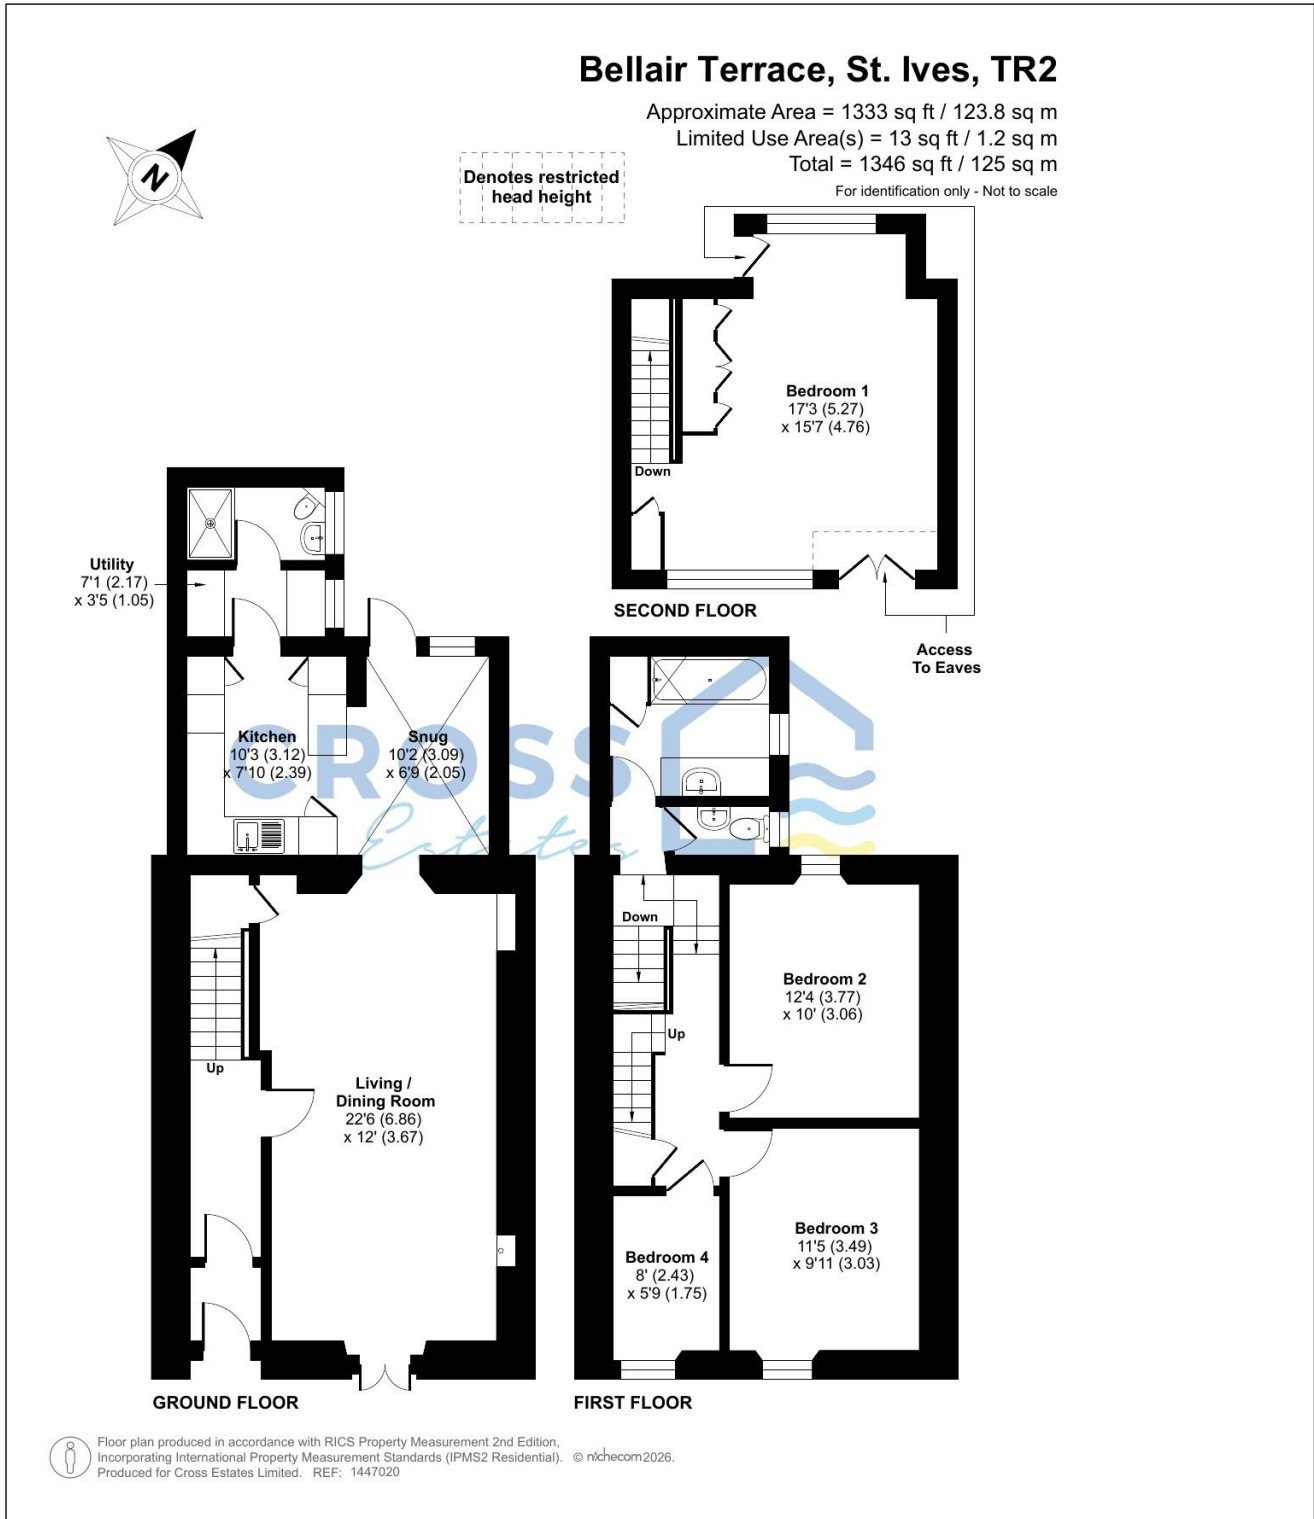 Bellair Terrace, St. Ives, TR2
Approximate Area = 1333 sq ft / 123.8 sq m
Limited Use Area(s) = 13 sq ft / 1.2 sq m
Total = 1346 sq ft / 125 sq m
For identification only - Not to scale
N
Denotes restricted
head height
Bedroom 1
17'3 (5.27)
x 15'7 (4.76)
Down
SECOND FLOOR
Access
To Eaves
Utility
7'1 (2.17)
x 3'5 (1.05)
Kitchen
10'3 (3.12)
x 7'10 (2.39)
Snug
10'2 (3.09)
x 6'9 (2.05)
CROSS
Estates
Up
Living /
Dining Room
22'6 (6.86)
x 12' (3.67)
GROUND FLOOR
Down
Up
Bedroom 2
12'4 (3.77)
x 10' (3.06)
Bedroom 3
11'5 (3.49)
x 9'11 (3.03)
Bedroom 4
8' (2.43)
x 5'9 (1.75)
FIRST FLOOR
Floor plan produced in accordance with RICS Property Measurement 2nd Edition,
Incorporating International Property Measurement Standards (IPMS2 Residential). © nichecom 2026.
Produced for Cross Estates Limited. REF: 1447020